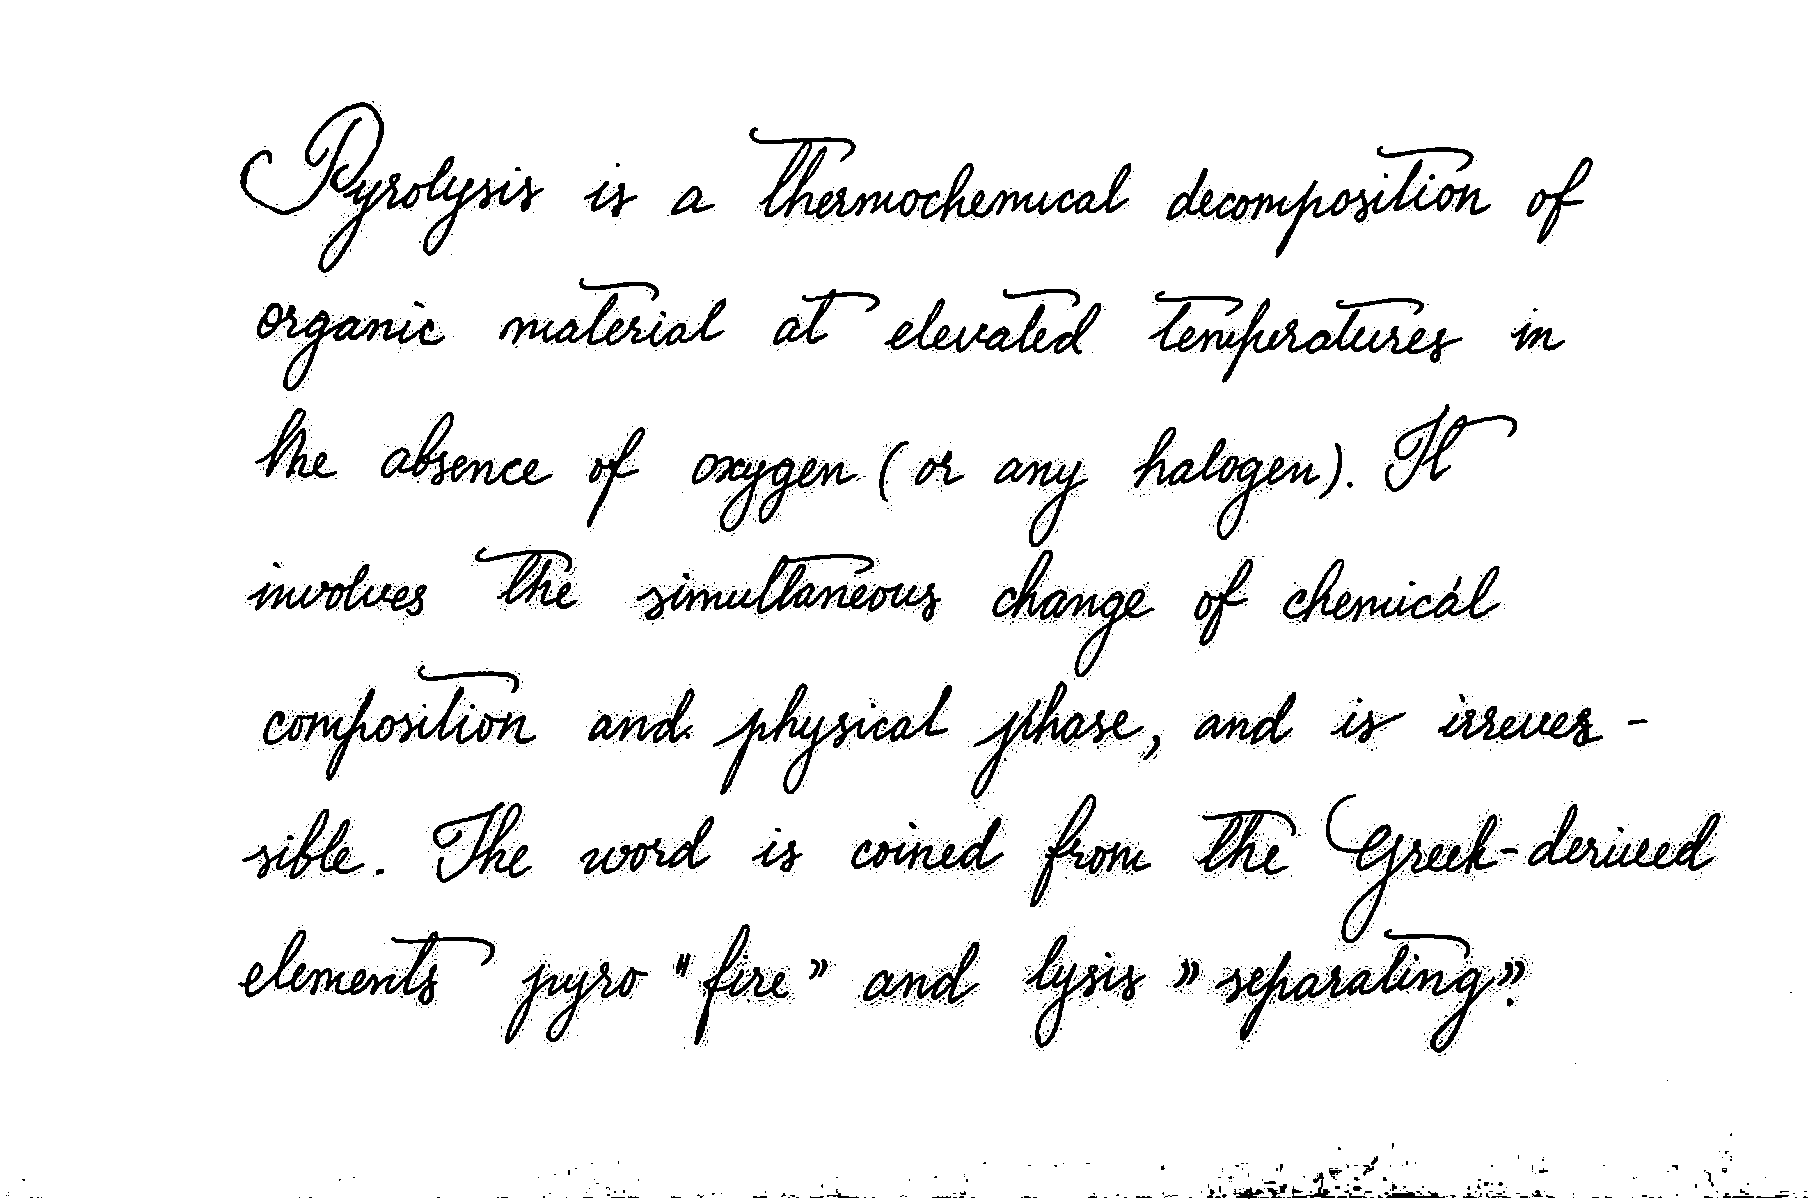 Pyrolysis is a thermochemical decomposition of
organic material at elevated temperatures in
the absence of oxygen (or any halogen). It
involves the simultaneous change of chemical
composition and physical phase, and is irrever-
sible. The word is coined from the Greek-derived
elements pyro "fire" and lysis "separating".